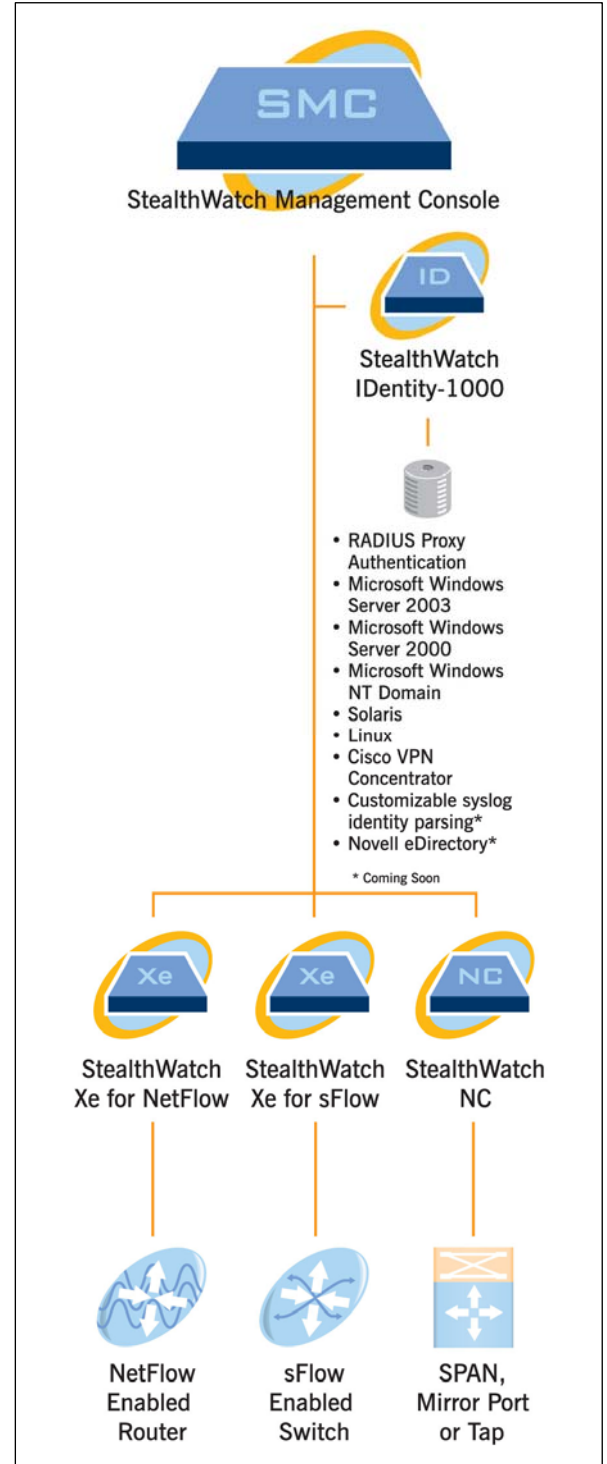 SMC
StealthWatch Management Console
ID
StealthWatch
IDentity-1000
• RADIUS Proxy
Authentication
• Microsoft Windows
Server 2003
• Microsoft Windows
Server 2000
• Microsoft Windows
NT Domain
• Solaris
• Linux
• Cisco VPN
Concentrator
• Customizable syslog
identity parsing*
• Novell eDirectory*
* Coming Soon
Xe
StealthWatch
Xe for NetFlow
Xe
StealthWatch
Xe for sFlow
NC
StealthWatch
NC
NetFlow
Enabled
Router
sFlow
Enabled
Switch
SPAN,
Mirror Port
or Tap